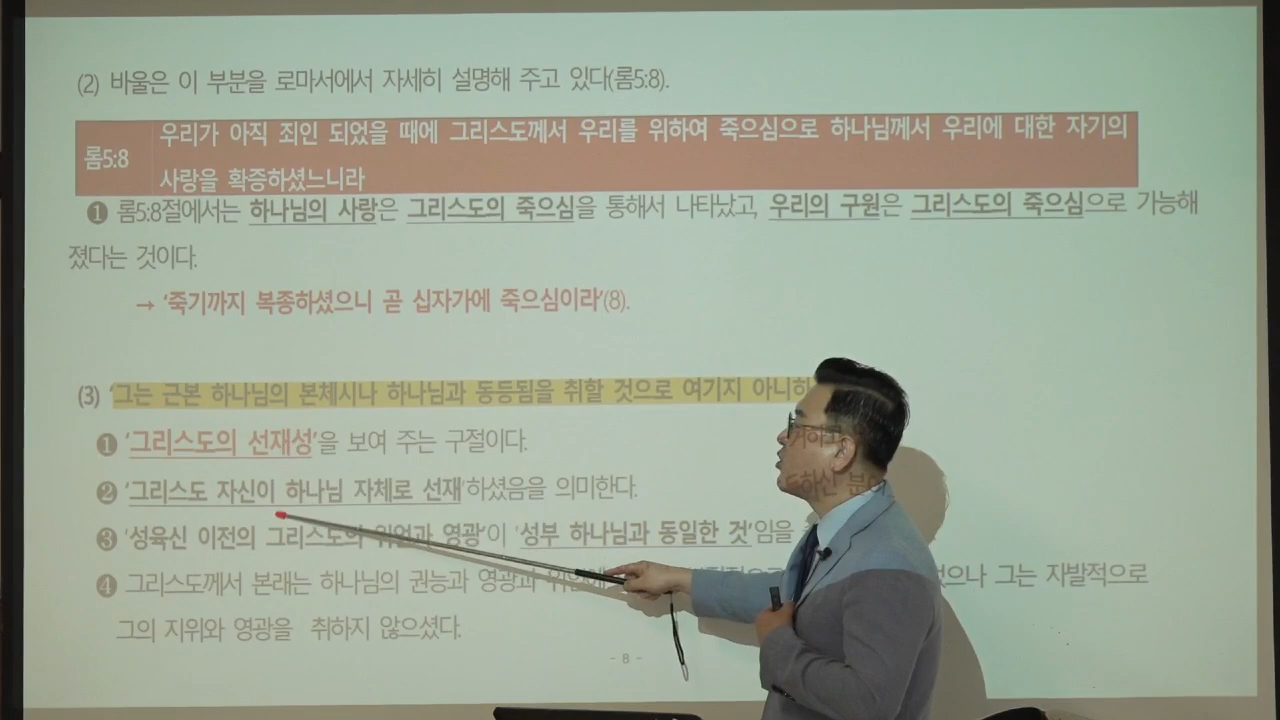 (2) 바울은 이 부분을 로마서에서 자세히 설명해 주고 있다(롬5:8).
롬5:8
우리가 아직 죄인 되었을 때에 그리스도께서 우리를 위하여 죽으심으로 하나님께서 우리에 대한 자기의
사랑을 확증하셨느니라
❶ 롬5:8절에서는 하나님의 사랑은 그리스도의 죽으심을 통해서 나타났고, 우리의 구원은 그리스도의 죽으심으로 가능해
졌다는 것이다.
→ '죽기까지 복종하셨으니 곧 십자가에 죽으심이라'(8).
(3) '그는 근본 하나님의 본체시나 하나님과 동등됨을 취할 것으로 여기지 아니하
❶ '그리스도의 선재성'을 보여 주는 구절이다.
❷ '그리스도 자신이 하나님 자체로 선재'하셨음을 의미한다.
❸ '성육신 이전의 그리스도의 위엄과 영광'이 '성부 하나님과 동일한 것'임을
❹ 그리스도께서 본래는 하나님의 권능과 영광과 그는 자발적으로
그의 지위와 영광을 취하지 않으셨다.
- 8 -